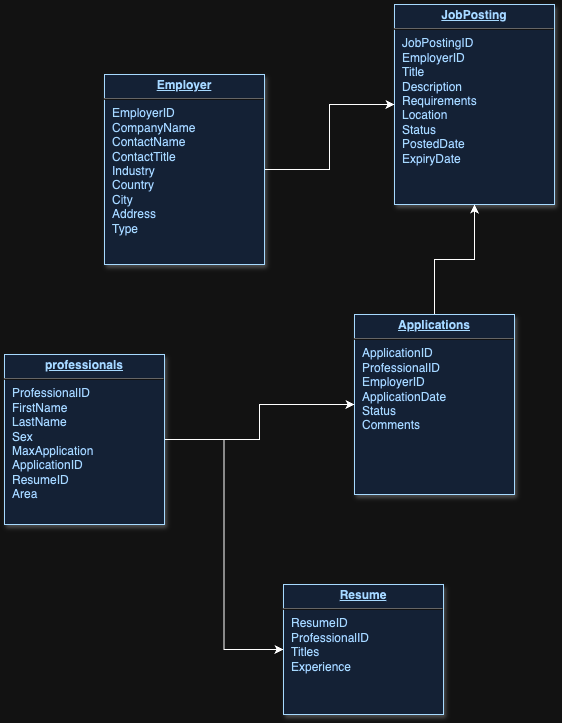 JobPosting
JobPostingID
EmployerID
Title
Description
Requirements
Location
Status
PostedDate
ExpiryDate
Employer
EmployerID
CompanyName
ContactName
ContactTitle
Industry
Country
City
Address
Type
Applications
ApplicationID
ProfessionalID
EmployerID
ApplicationDate
Status
Comments
professionals
ProfessionalID
FirstName
LastName
Sex
MaxApplication
ApplicationID
ResumeID
Area
Resume
ResumeID
ProfessionalID
Titles
Experience